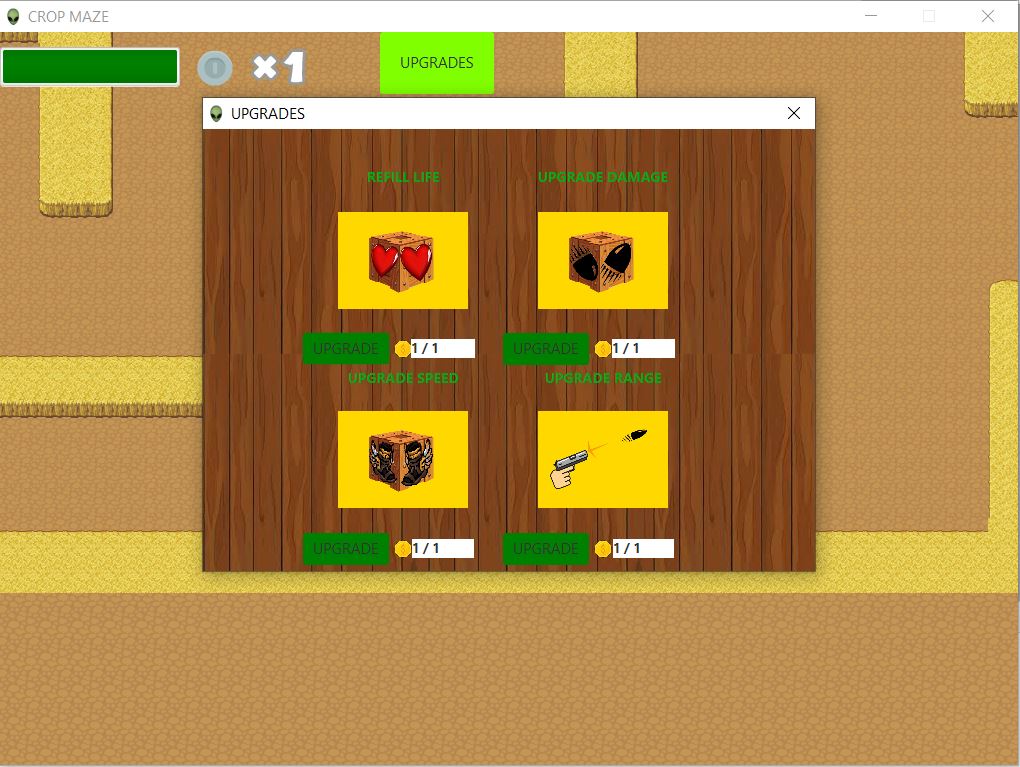 CROP MAZE
×1
UPGRADES
UPGRADES
REFILL LIFE
UPGRADE DAMAGE
UPGRADE
1 / 1
UPGRADE
1 / 1
UPGRADE SPEED
UPGRADE RANGE
UPGRADE
1 / 1
UPGRADE
1 / 1